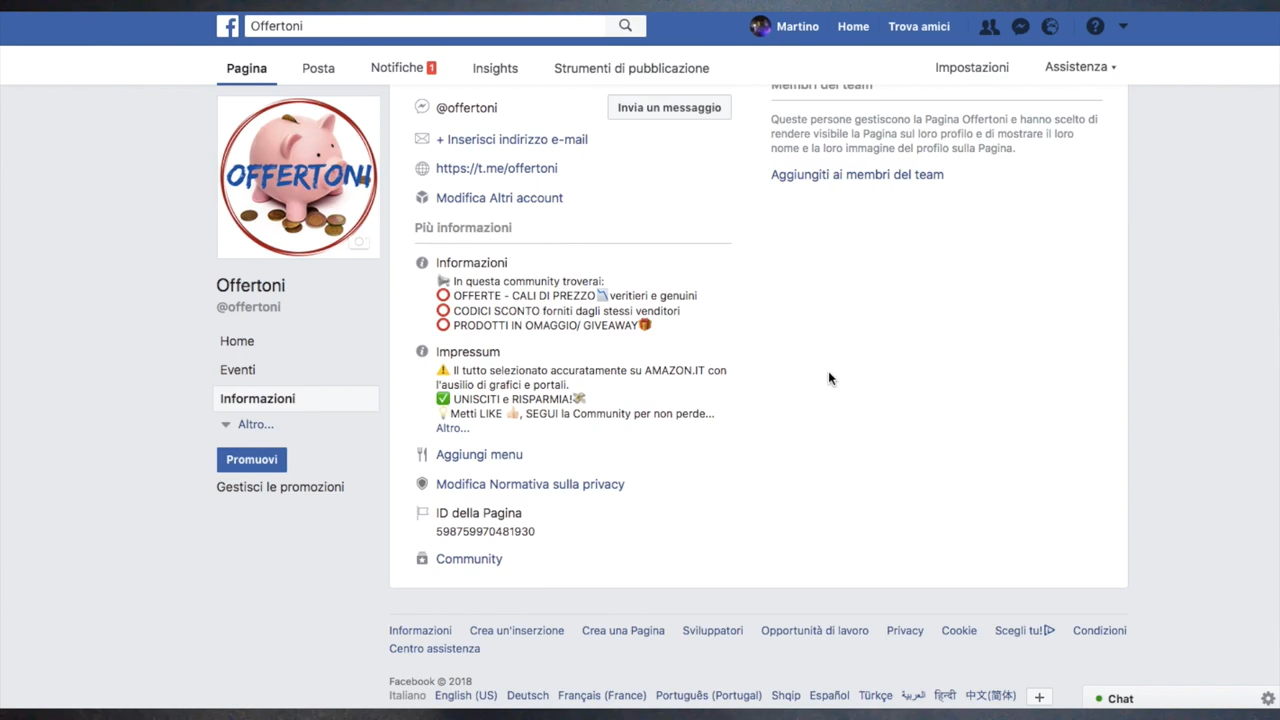 Offertoni
Martino
Home
Trova amici
Pagina
Posta
Notifiche 1
Insights
Strumenti di pubblicazione
Impostazioni
Assistenza
OFFERTONI
Offertoni
@offertoni
Home
Eventi
Informazioni
Altro...
Promuovi
Gestisci le promozioni
@offertoni
Invia un messaggio
+ Inserisci indirizzo e-mail
https://t.me/offertoni
Modifica Altri account
Più informazioni
Informazioni
📢 In questa community troverai:
⭕ OFFERTE - CALI DI PREZZO📉veritieri e genuini
⭕ CODICI SCONTO forniti dagli stessi venditori
⭕ PRODOTTI IN OMAGGIO/ GIVEAWAY🎁
Impressum
⚠️ Il tutto selezionato accuratamente su AMAZON.IT con
l'ausilio di grafici e portali.
✅ UNISCITI e RISPARMIA!💸
💡Metti LIKE 👍🏻, SEGUI la Community per non perde...
Altro...
Aggiungi menu
Modifica Normativa sulla privacy
ID della Pagina
598759970481930
Community
Membri del team
Queste persone gestiscono la Pagina Offertoni e hanno scelto di
rendere visibile la Pagina sul loro profilo e di mostrare il loro
nome e la loro immagine del profilo sulla Pagina.
Aggiungiti ai membri del team
Informazioni
Crea un'inserzione
Crea una Pagina
Sviluppatori
Opportunità di lavoro
Privacy
Cookie
Scegli tu!
Condizioni
Centro assistenza
Facebook © 2018
Italiano English (US) Deutsch Français (France) Português (Portugal) Shqip Español Türkçe العربية हिन्दी 中文(简体) +
Chat